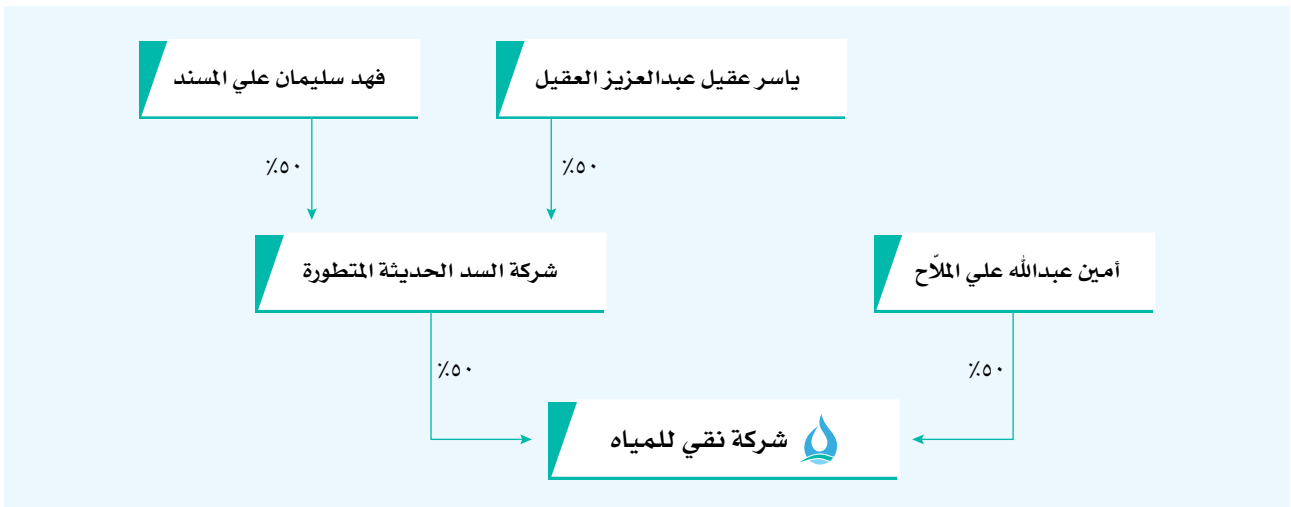 ياسر عقيل عبدالعزيز العقيل
فهد سليمان علي المسند
٥٠٪
٥٠٪
أمين عبدالله علي الملّاح
شركة السد الحديثة المتطورة
٥٠٪
٥٠٪
شركة نقي للمياه